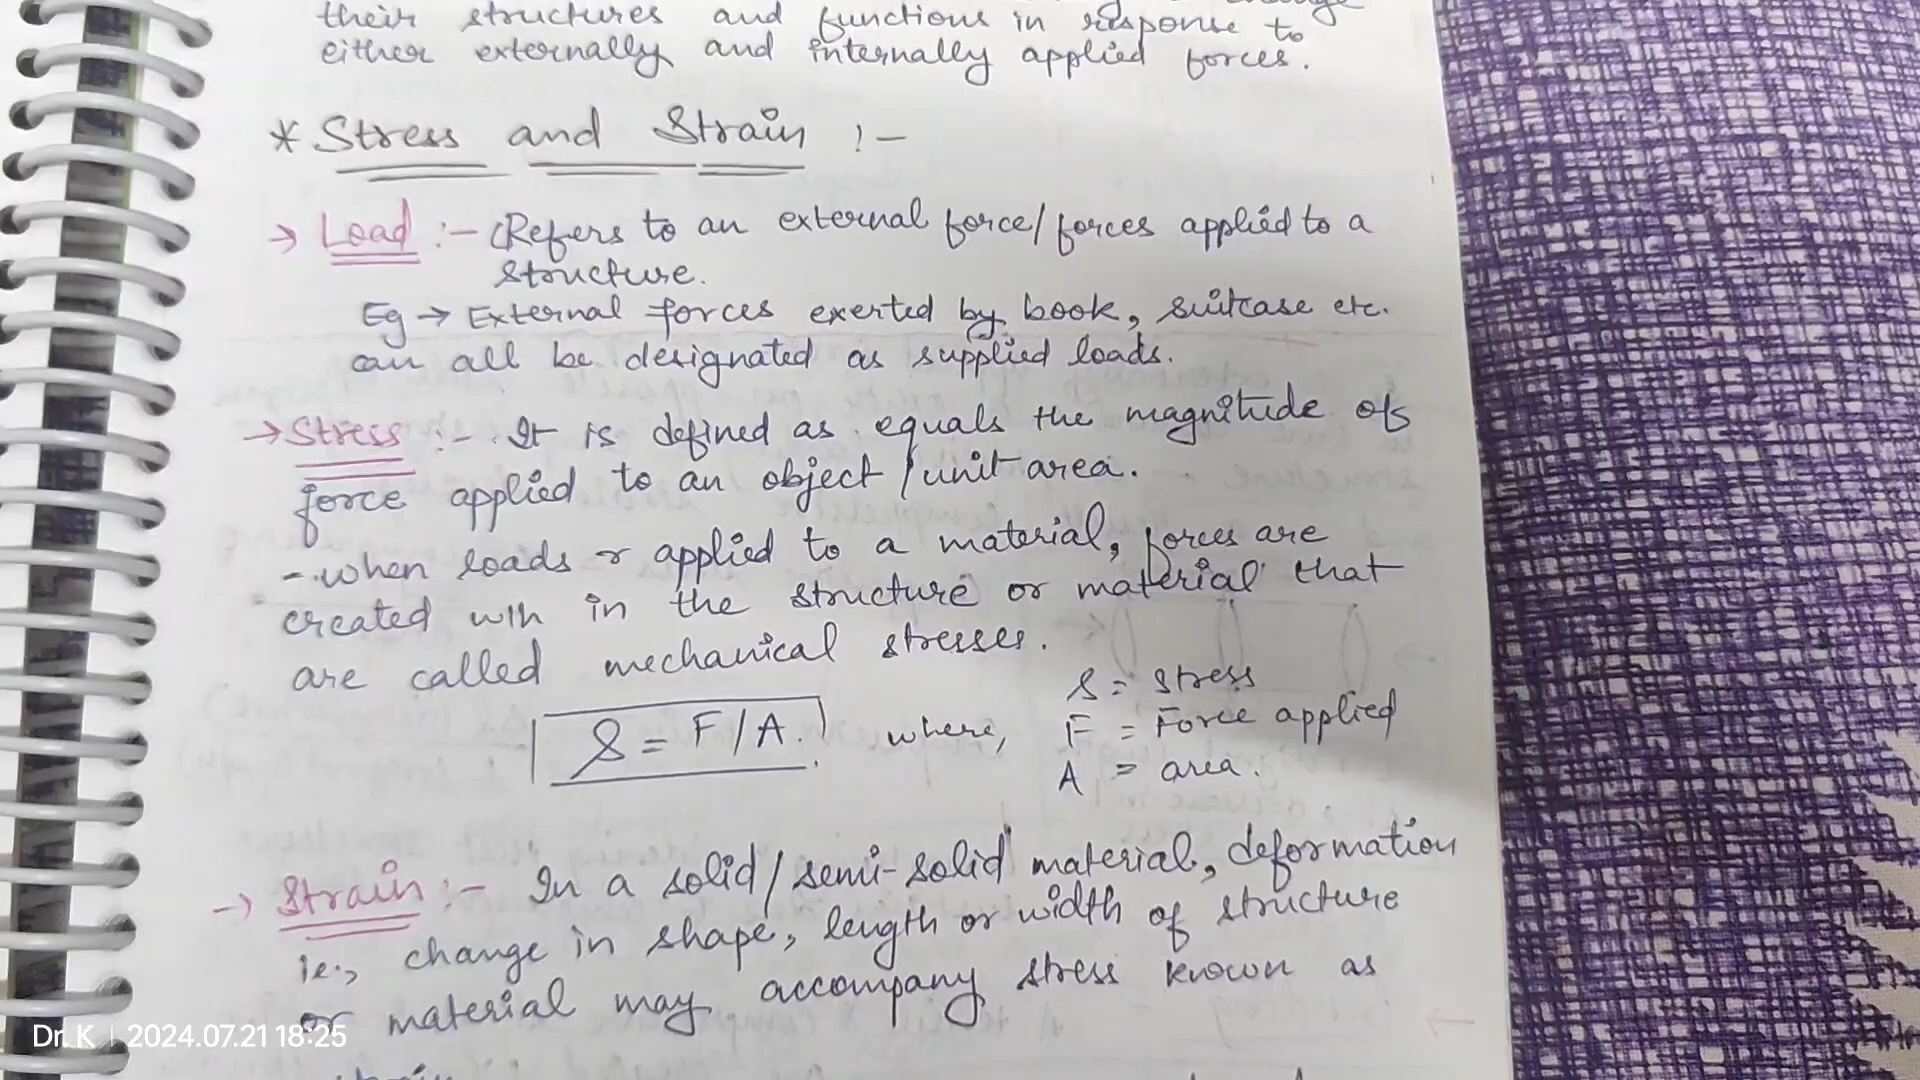 their structures and functions in response to
either externally and internally applied forces.
* Stress and Strain :-
→ Load :- Refers to an external force/forces applied to a
structure.
Eg → External forces exerted by book, suitcase etc.
can all be designated as supplied loads.
→ Stress :- It is defined as equals the magnitude of
force applied to an object/unit area.
- when loads r applied to a material, forces are
created wih in the structure or material that
are called mechanical stresses.
S = F/A. where,
S = stress
F = Force applied
A = area.
→ Strain :- In a solid/semi-solid material, deformation
ie., change in shape, length or width of structure
or material may accompany stress known as
strain
Dr. K | 2024.07.21 18:25